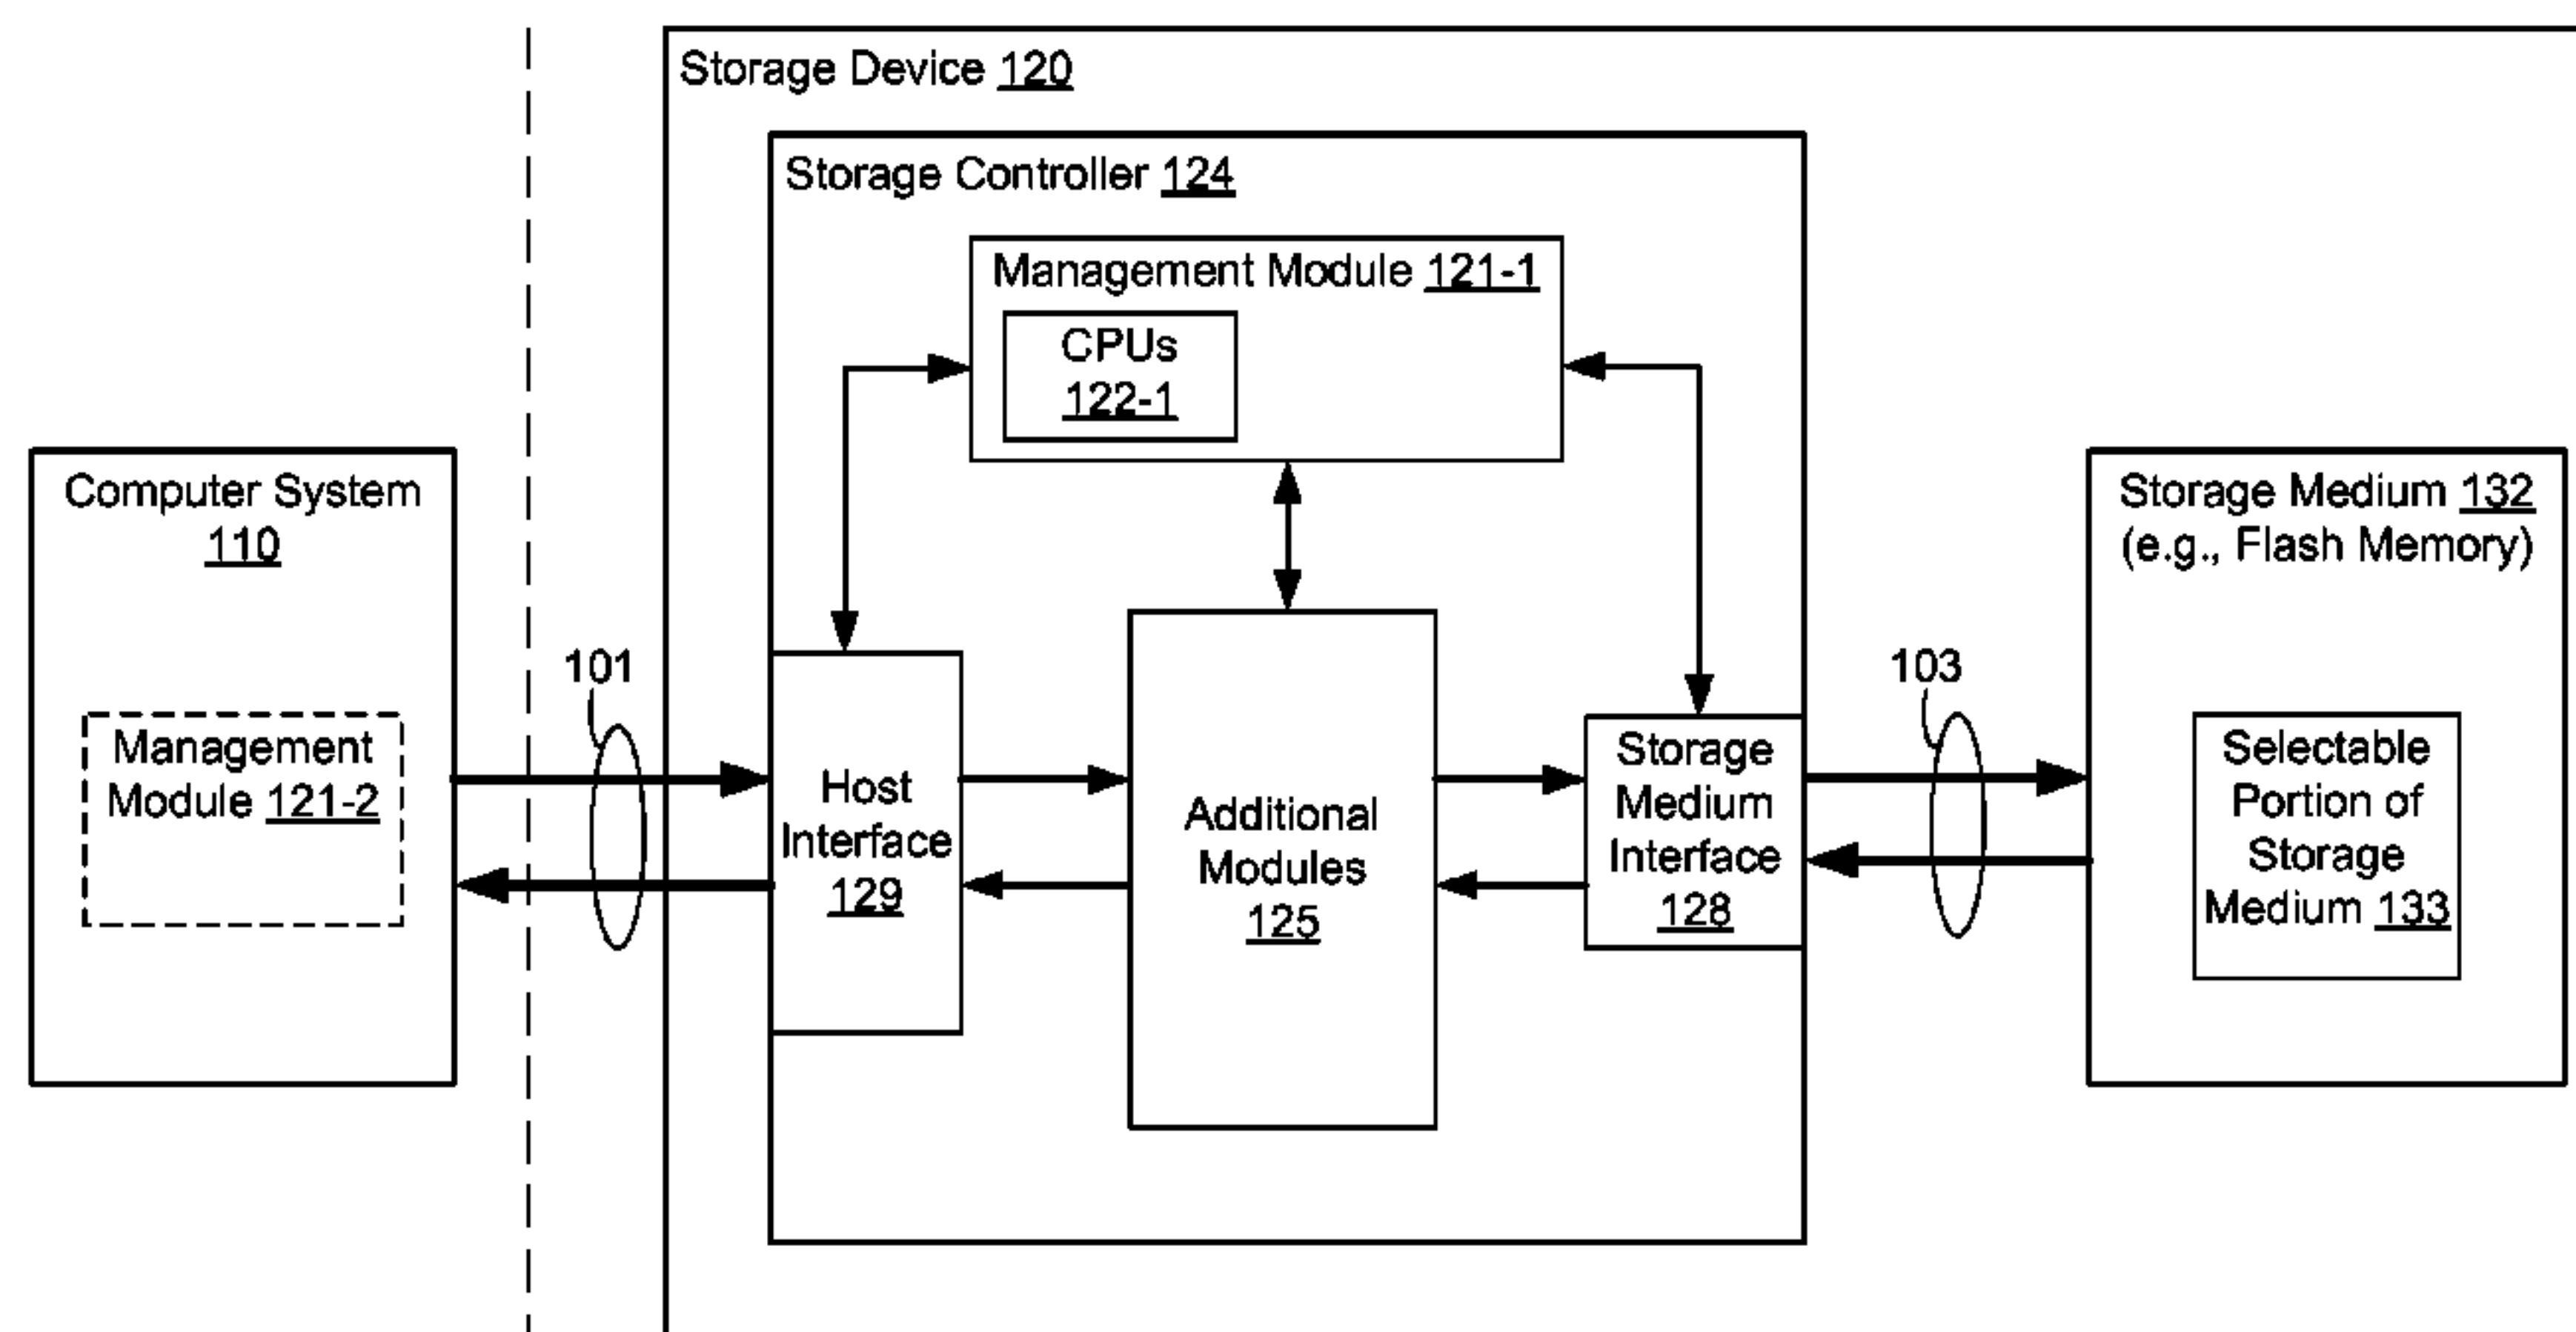 Storage Device 120
Storage Controller 124
Management Module 121-1
CPUs
122-1
Computer System
110
Management
Module 121-2
101
Host
Interface
129
Additional
Modules
125
Storage
Medium
Interface
128
103
Storage Medium 132
(e.g., Flash Memory)
Selectable
Portion of
Storage
Medium 133